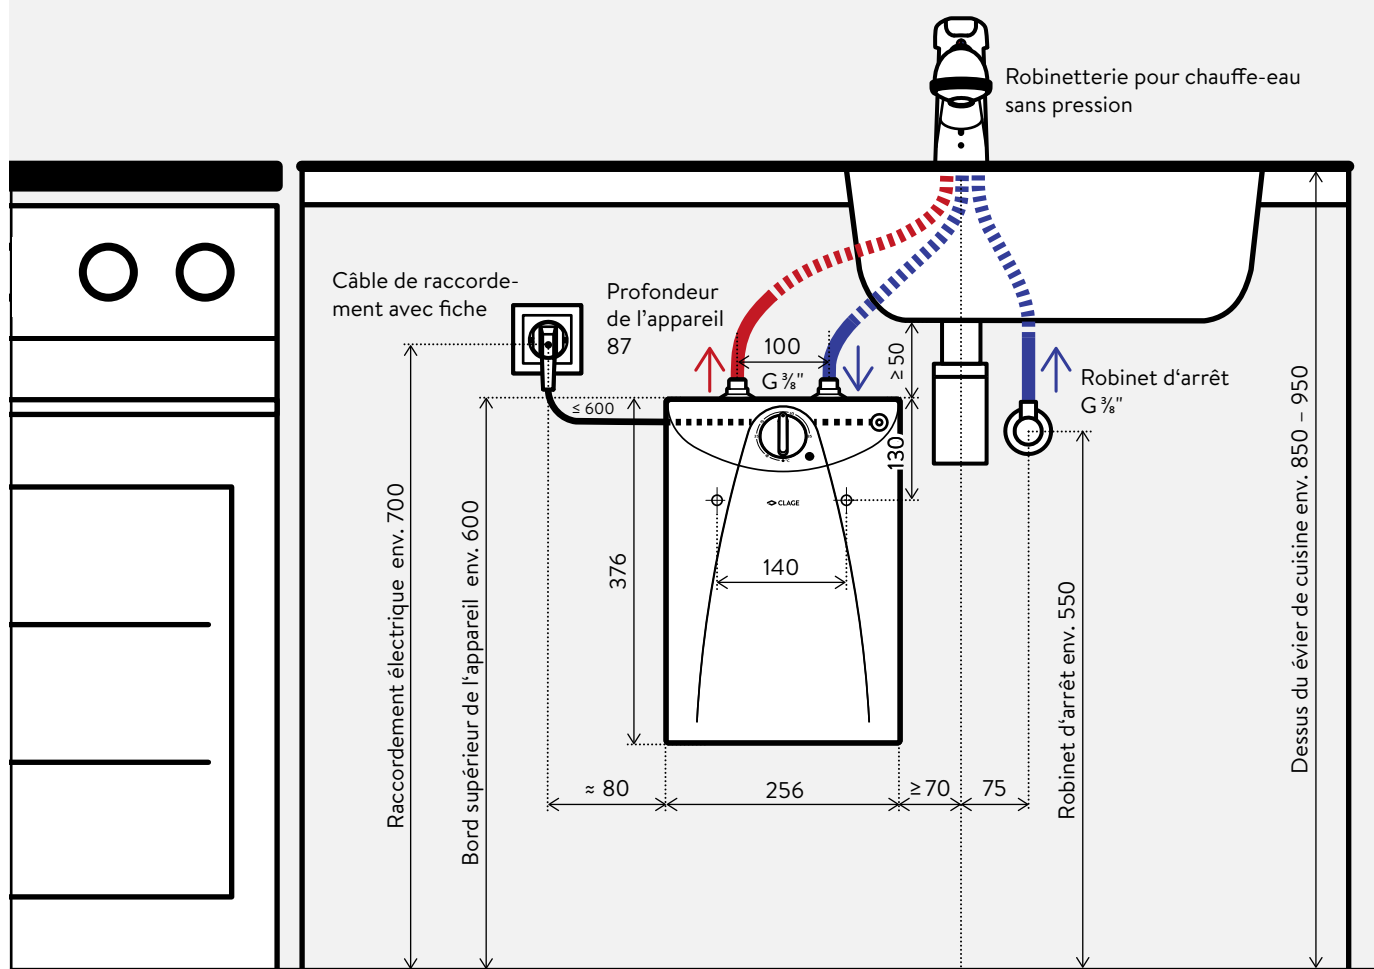 Robinetterie pour chauffe-eau
sans pression
Câble de raccorde-
ment avec fiche
Profondeur
de l'appareil
87
100
G ⅜"
≥ 50
Robinet d‘arrêt
G ⅜"
≤ 600
130
CLAGE
140
376
Raccordement électrique env. 700
Bord supérieur de l‘appareil env. 600
Robinet d‘arrêt env. 550
Dessus du évier de cuisine env. 850 – 950
≈ 80
256
≥ 70
75